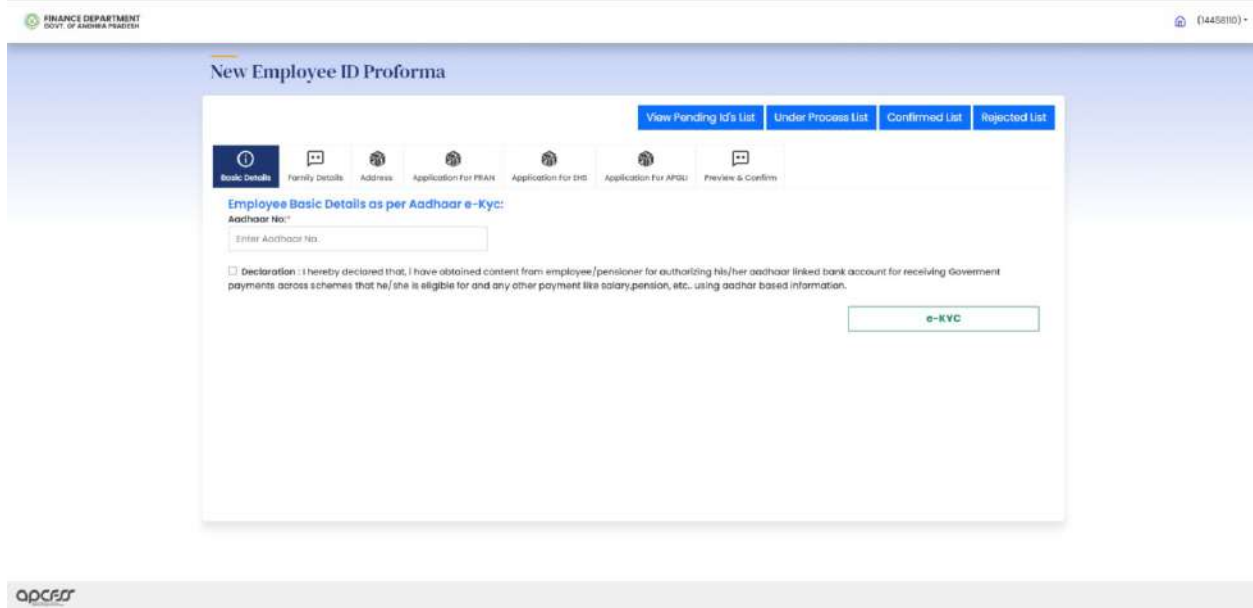 FINANCE DEPARTMENT
GOVT. OF ANDHRA PRADESH
(14458110)
New Employee ID Proforma
View Pending Id's List Under Process List Confirmed List Rejected List
Basic Details Family Details Address Application For PRAN Application For EHS Application For APGLI Preview & Confirm
Employee Basic Details as per Aadhaar e-Kyc:
Aadhaar No:*
Enter Aadhaar No.
Declaration : I hereby declared that, I have obtained content from employee/pensioner for authorizing his/her aadhaar linked bank account for receiving Goverment
payments across schemes that he/she is eligible for and any other payment like salary,pension, etc.. using aadhar based information.
e-KYC
apcfss